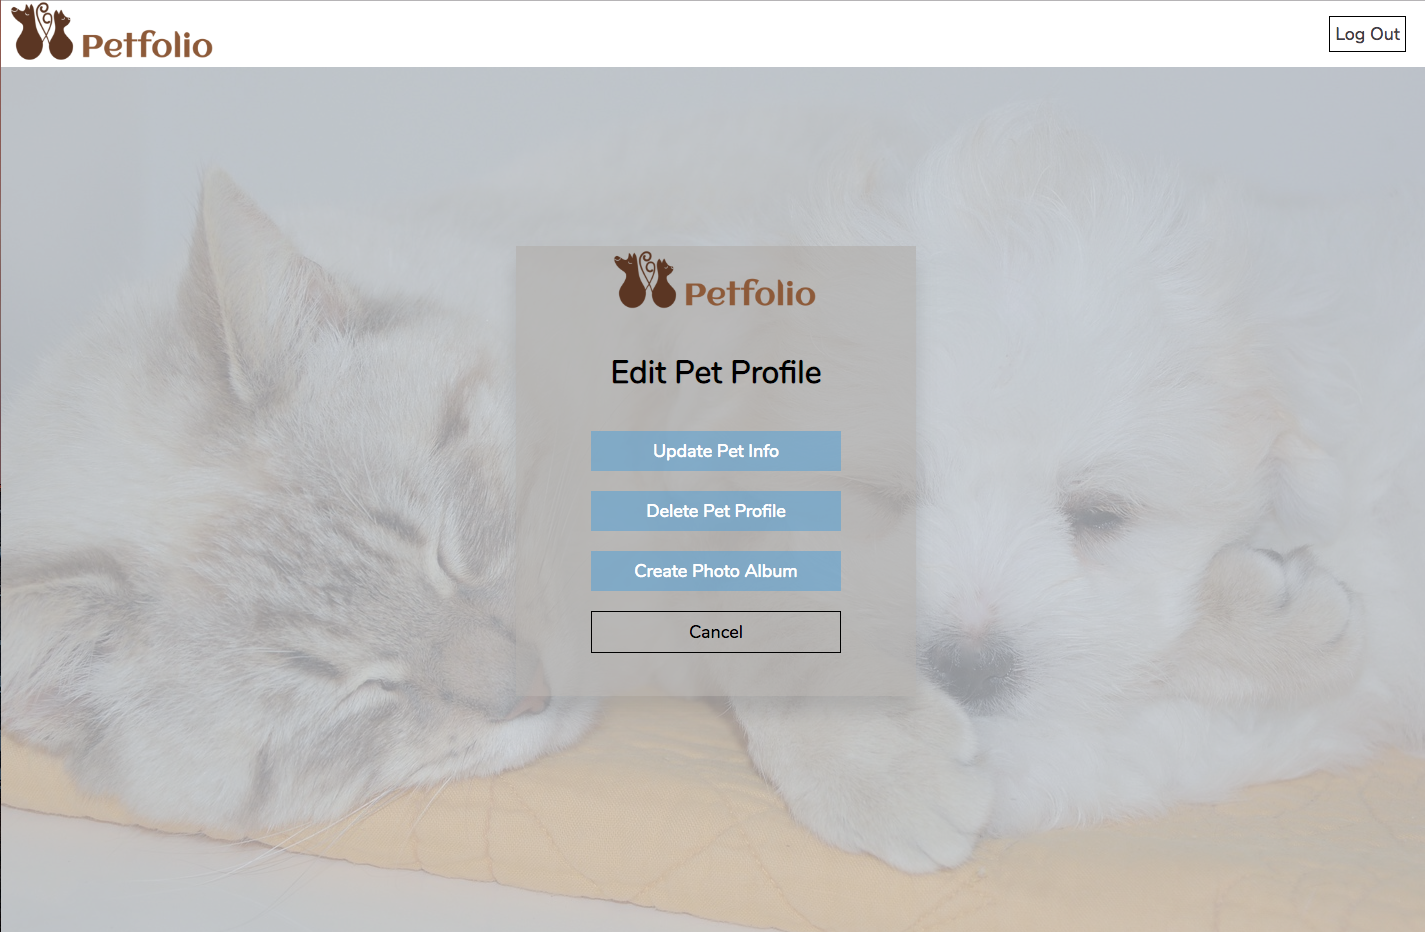 Petfolio
Log Out
Petfolio
Edit Pet Profile
Update Pet Info
Delete Pet Profile
Create Photo Album
Cancel